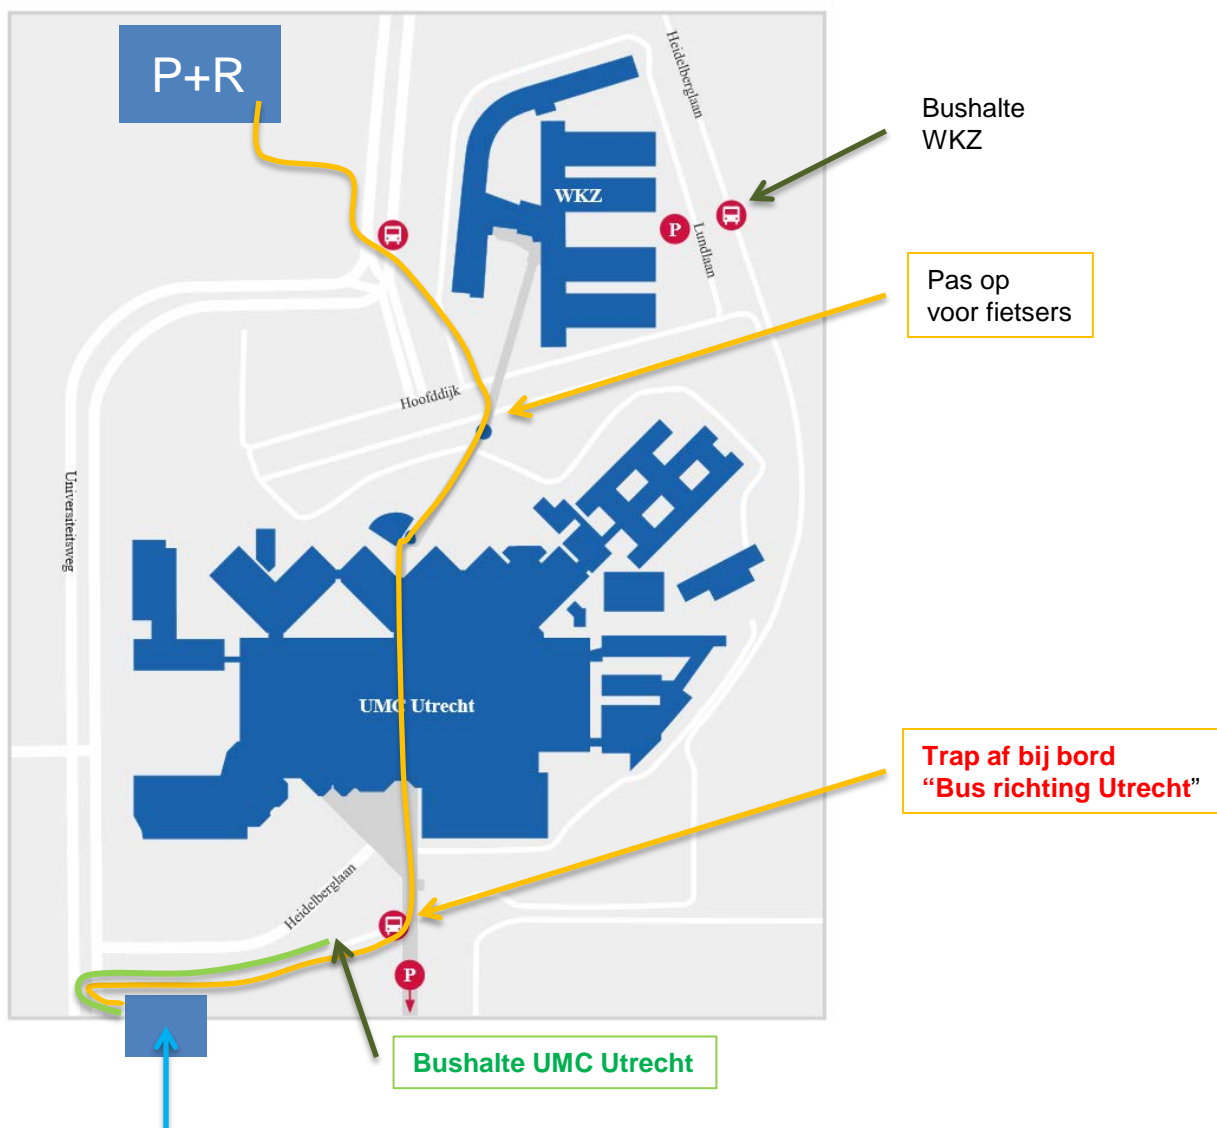 P+R
Heidelberglaan
Bushalte
WKZ
WKZ
P
Lundlaan
Pas op
voor fietsers
Hoofddijk
Universiteitsweg
UMC Utrecht
Trap af bij bord
“Bus richting Utrecht”
Heidelberglaan
P
Bushalte UMC Utrecht